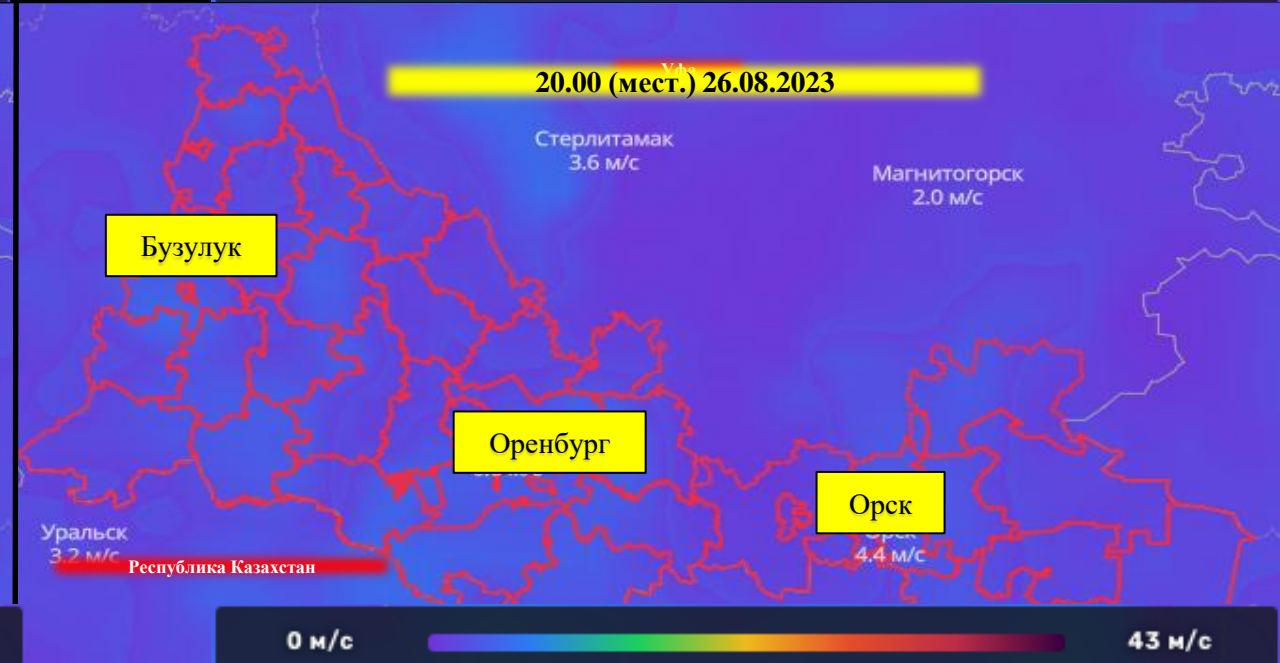 20.00 (мест.) 26.08.2023
Стерлитамак
3.6 м/с
Магнитогорск
2.0 м/с
Бузулук
Оренбург
Орск
Орск
4.4 м/с
Уральск
3.2 м/с
Республика Казахстан
0 м/с
43 м/с